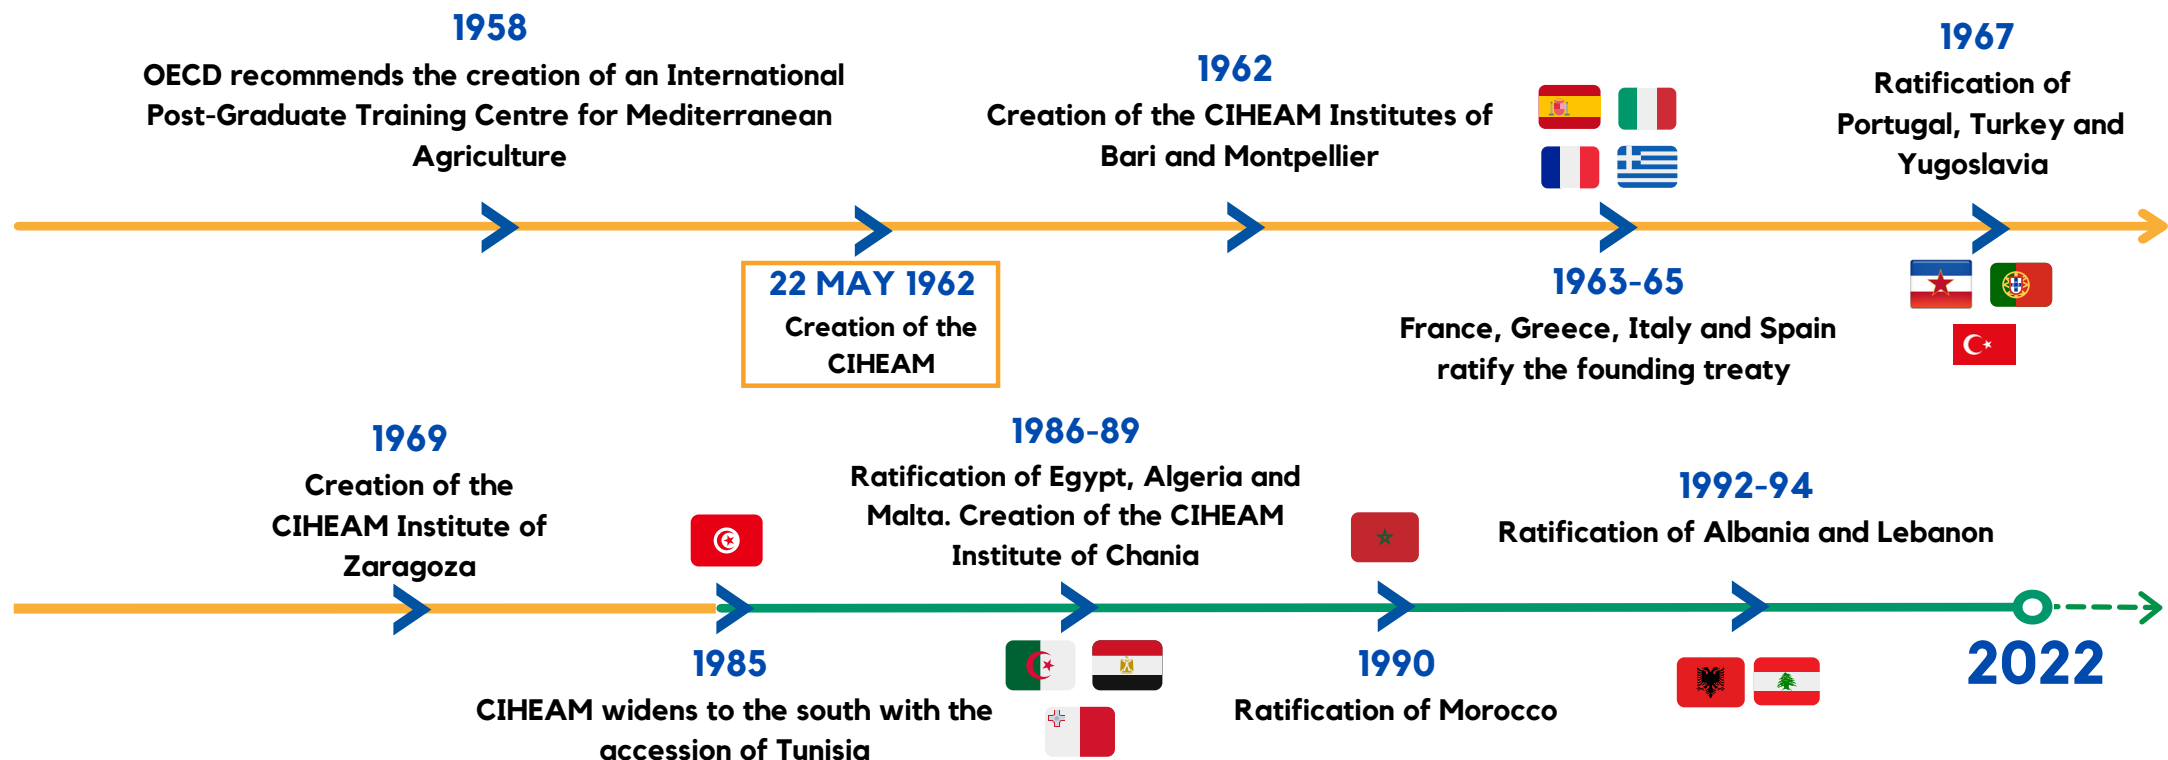 1958
OECD recommends the creation of an International
Post-Graduate Training Centre for Mediterranean
Agriculture
22 MAY 1962
Creation of the
CIHEAM
1962
Creation of the CIHEAM Institutes of
Bari and Montpellier
1963-65
France, Greece, Italy and Spain
ratify the founding treaty
1967
Ratification of
Portugal, Turkey and
Yugoslavia
1969
Creation of the
CIHEAM Institute of
Zaragoza
1985
CIHEAM widens to the south with the
accession of Tunisia
1986-89
Ratification of Egypt, Algeria and
Malta. Creation of the CIHEAM
Institute of Chania
1990
Ratification of Morocco
1992-94
Ratification of Albania and Lebanon
2022